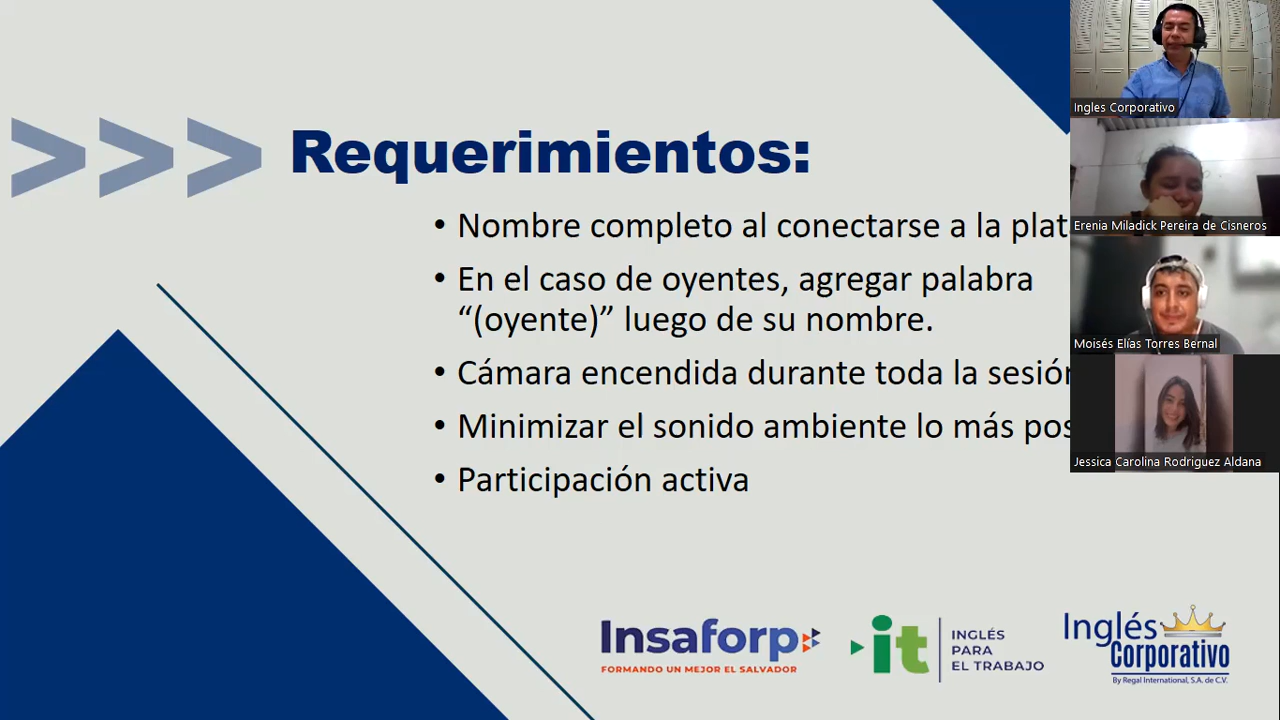 >>> Requerimientos:
• Nombre completo al conectarse a la plat
• En el caso de oyentes, agregar palabra
“(oyente)” luego de su nombre.
• Cámara encendida durante toda la sesión
• Minimizar el sonido ambiente lo más pos
• Participación activa
Ingles Corporativo
Erenia Miladick Pereira de Cisneros
Moisés Elías Torres Bernal
Jessica Carolina Rodriguez Aldana
Insaforp
FORMANDO UN MEJOR EL SALVADOR
it
INGLÉS
PARA
EL TRABAJO
Inglés
Corporativo
By Regal International, S.A. de C.V.